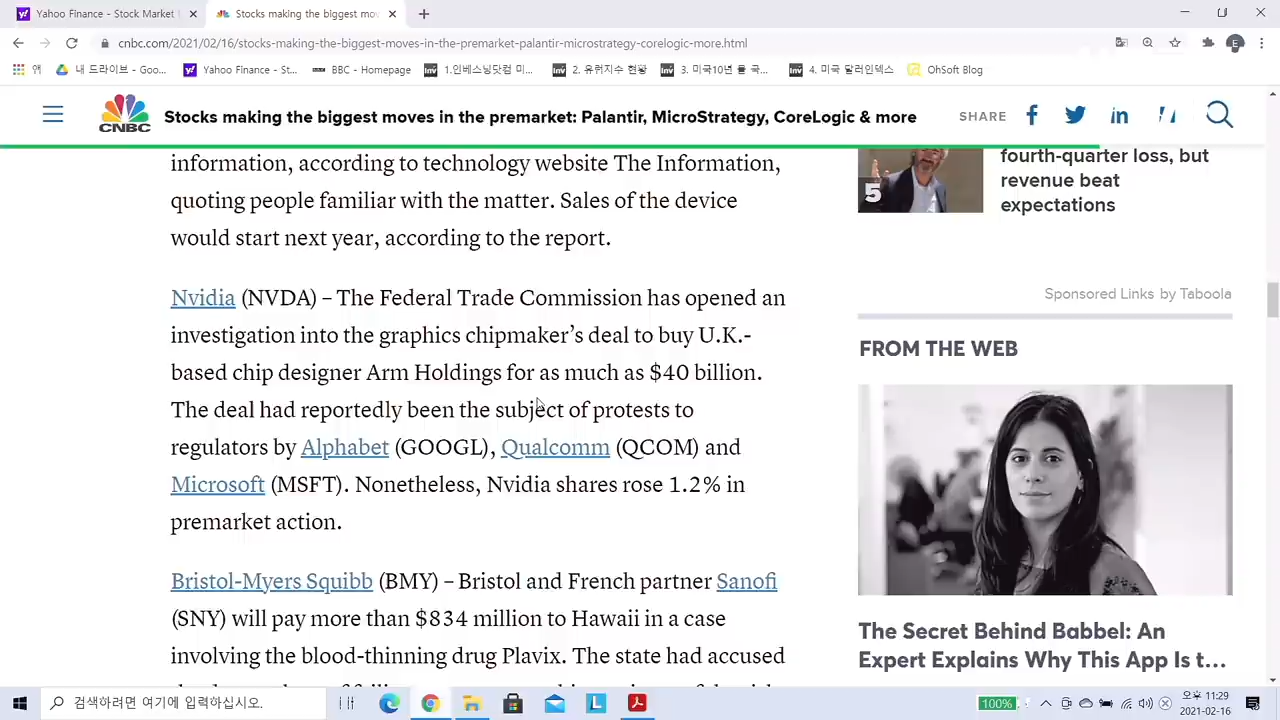 Yahoo Finance - Stock Market
Stocks making the biggest mo
cnbc.com/2021/02/16/stocks-making-the-biggest-moves-in-the-premarket-palantir-microstrategy-corelogic-more.html
앱
내 드라이브 - Goo...
Yahoo Finance - St...
BBC - Homepage
1.인베스닝닷컴 미...
2. 유뤄지수 현황
3. 미국10년 물 국...
4. 미국 달러인덱스
OhSoft Blog
CNBC
Stocks making the biggest moves in the premarket: Palantir, MicroStrategy, CoreLogic & more
SHARE
information, according to technology website The Information,
quoting people familiar with the matter. Sales of the device
would start next year, according to the report.
Nvidia (NVDA) – The Federal Trade Commission has opened an
investigation into the graphics chipmaker’s deal to buy U.K.-
based chip designer Arm Holdings for as much as $40 billion.
The deal had reportedly been the subject of protests to
regulators by Alphabet (GOOGL), Qualcomm (QCOM) and
Microsoft (MSFT). Nonetheless, Nvidia shares rose 1.2% in
premarket action.
Bristol-Myers Squibb (BMY) – Bristol and French partner Sanofi
(SNY) will pay more than $834 million to Hawaii in a case
involving the blood-thinning drug Plavix. The state had accused
5
fourth-quarter loss, but
revenue beat
expectations
Sponsored Links by Taboola
FROM THE WEB
The Secret Behind Babbel: An
Expert Explains Why This App Is t...
검색하려면 여기에 입력하십시오.
100%
오후 11:29
2021-02-16